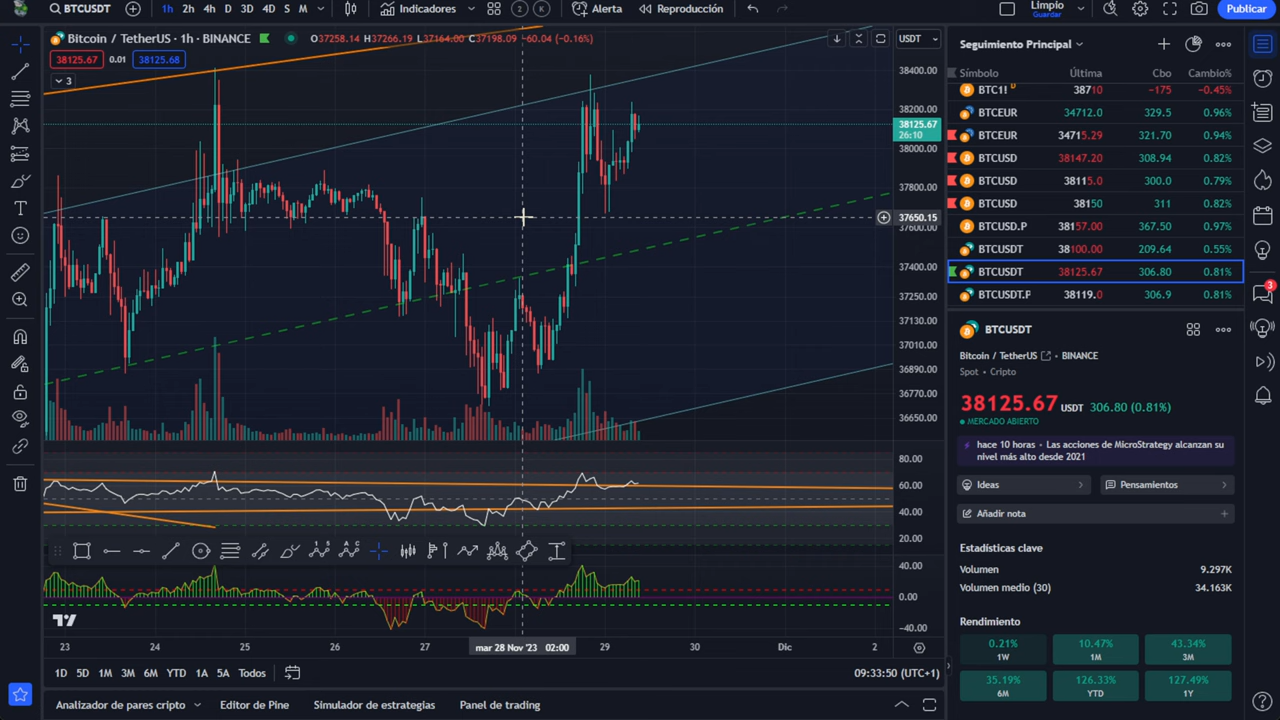 BTCUSDT
1h 2h 4h D 3D 4D S M
Indicadores
2 K
Alerta
Reproducción
Limpio
Guardar
Publicar
Bitcoin / TetherUS · 1h · BINANCE
O37258.14 H37266.19 L37164.00 C37198.09 −60.04 (−0.16%)
38125.67 0.01 38125.68
3
USDT
38400.00
38200.00
38125.67
26:10
38000.00
37800.00
37650.15
37600.00
37400.00
37250.00
37130.00
37010.00
36890.00
36770.00
36650.00
80.00
60.00
40.00
20.00
40.00
0.00
−40.00
23 24 25 26 27 mar 28 Nov '23 02:00 29 30 Dic 2
1D 5D 1M 3M 6M YTD 1A 5A Todos
09:33:50 (UTC+1)
Analizador de pares cripto
Editor de Pine
Simulador de estrategias
Panel de trading
Seguimiento Principal
Símbolo Última Cbo Cambio%
BTC1! D 38710 −175 −0.45%
BTCEUR 34712.0 329.5 0.96%
BTCEUR 34715.29 321.70 0.94%
BTCUSD 38147.20 308.94 0.82%
BTCUSD 38115.0 300.0 0.79%
BTCUSD 38150 311 0.82%
BTCUSD.P 38157.00 367.50 0.97%
BTCUSDT 38100.00 209.64 0.55%
BTCUSDT 38125.67 306.80 0.81%
BTCUSDT.P 38119.0 306.9 0.81%
BTCUSDT
Bitcoin / TetherUS • BINANCE
Spot • Cripto
38125.67 USDT 306.80 (0.81%)
MERCADO ABIERTO
hace 10 horas • Las acciones de MicroStrategy alcanzan su
nivel más alto desde 2021
Ideas
Pensamientos
Añadir nota
Estadísticas clave
Volumen 9.297K
Volumen medio (30) 34.163K
Rendimiento
0.21% 10.47% 43.34%
1W 1M 3M
35.19% 126.33% 127.49%
6M YTD 1Y
3